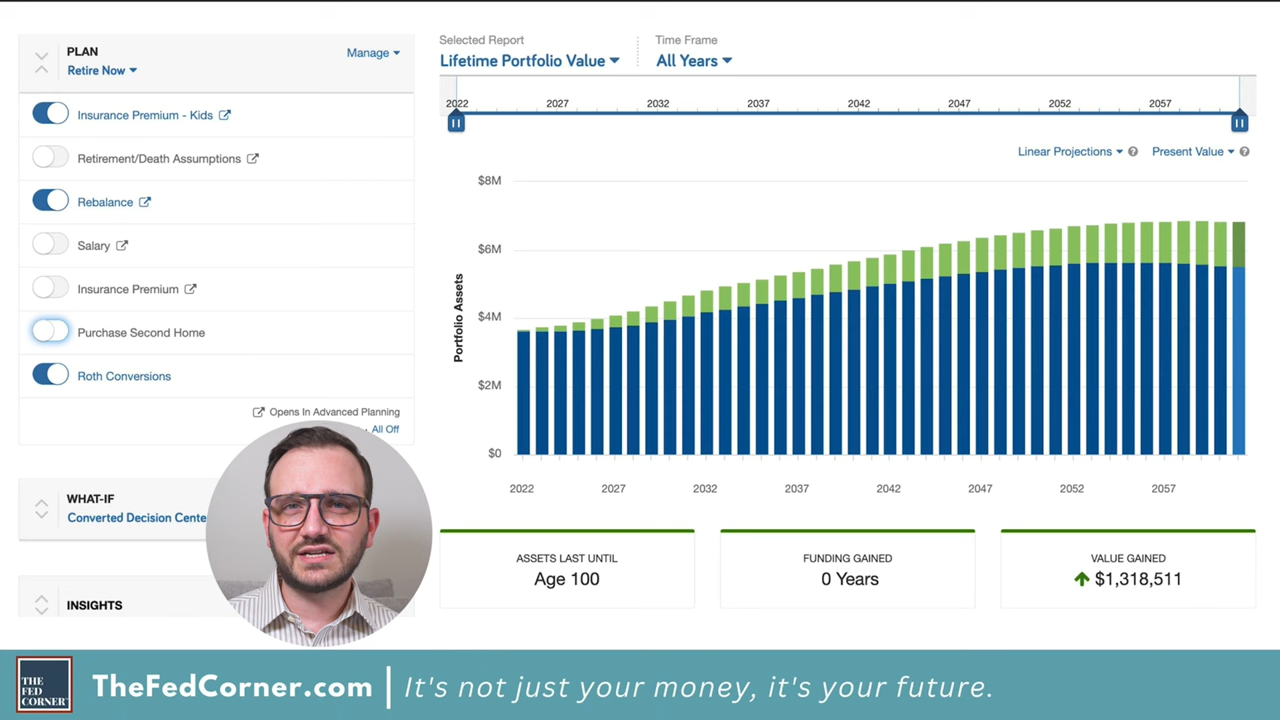 PLAN
Manage
Retire Now
Insurance Premium - Kids
Retirement/Death Assumptions
Rebalance
Salary
Insurance Premium
Purchase Second Home
Roth Conversions
Opens In Advanced Planning
All Off
WHAT-IF
Converted Decision Cente
INSIGHTS
Selected Report
Lifetime Portfolio Value
Time Frame
All Years
2022 2027 2032 2037 2042 2047 2052 2057
Linear Projections ? Present Value ?
Portfolio Assets
$8M
$6M
$4M
$2M
$0
2022 2027 2032 2037 2042 2047 2052 2057
ASSETS LAST UNTIL
Age 100
FUNDING GAINED
0 Years
VALUE GAINED
$1,318,511
THE
FED
CORNER
TheFedCorner.com | It's not just your money, it's your future.